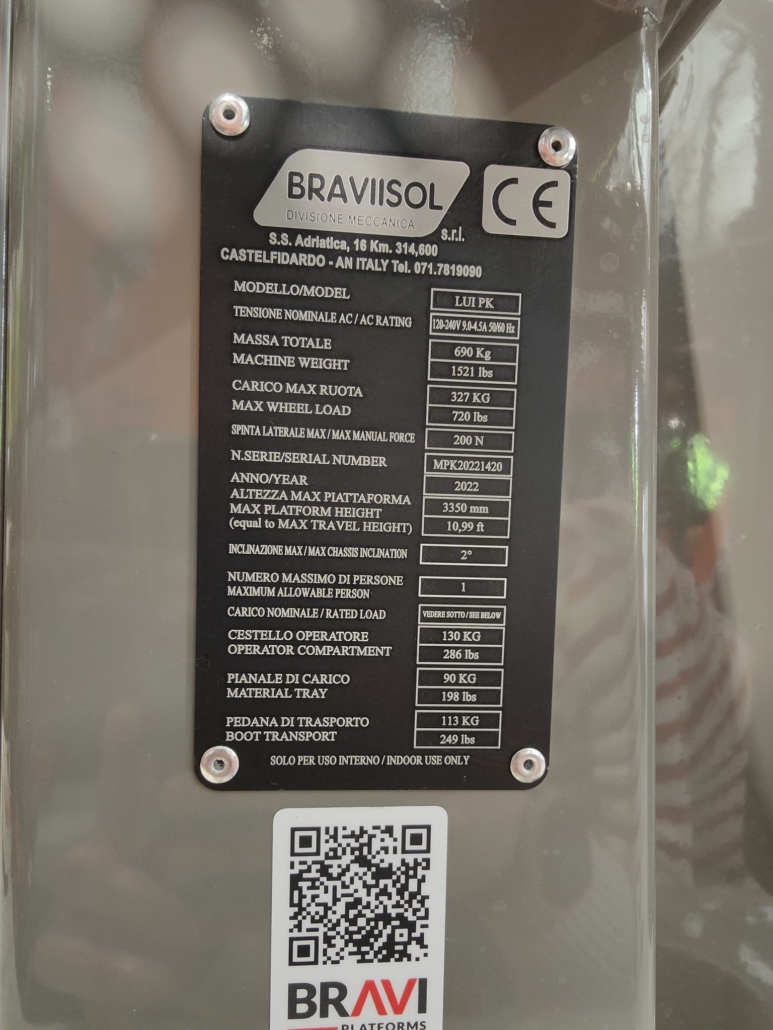 BRAVIISOL
DIVISIONE MECCANICA
s.r.l.
CE
S.S. Adriatica, 16 Km. 314,600
CASTELFIDARDO - AN ITALY Tel. 071.7819090
MODELLO/MODEL LUI PK
TENSIONE NOMINALE AC / AC RATING 120-240V 9.0-4.5A 50/60 Hz
MASSA TOTALE 690 Kg
MACHINE WEIGHT 1521 lbs
CARICO MAX RUOTA 327 KG
MAX WHEEL LOAD 720 lbs
SPINTA LATERALE MAX / MAX MANUAL FORCE 200 N
N.SERIE/SERIAL NUMBER MPK20221420
ANNO/YEAR 2022
ALTEZZA MAX PIATTAFORMA
MAX PLATFORM HEIGHT 3350 mm
(equal to MAX TRAVEL HEIGHT) 10,99 ft
INCLINAZIONE MAX / MAX CHASSIS INCLINATION 2°
NUMERO MASSIMO DI PERSONE
MAXIMUM ALLOWABLE PERSON 1
CARICO NOMINALE / RATED LOAD VEDERE SOTTO / SEE BELOW
CESTELLO OPERATORE 130 KG
OPERATOR COMPARTMENT 286 lbs
PIANALE DI CARICO 90 KG
MATERIAL TRAY 198 lbs
PEDANA DI TRASPORTO 113 KG
BOOT TRANSPORT 249 lbs
SOLO PER USO INTERNO / INDOOR USE ONLY
BRAVI
PLATFORMS